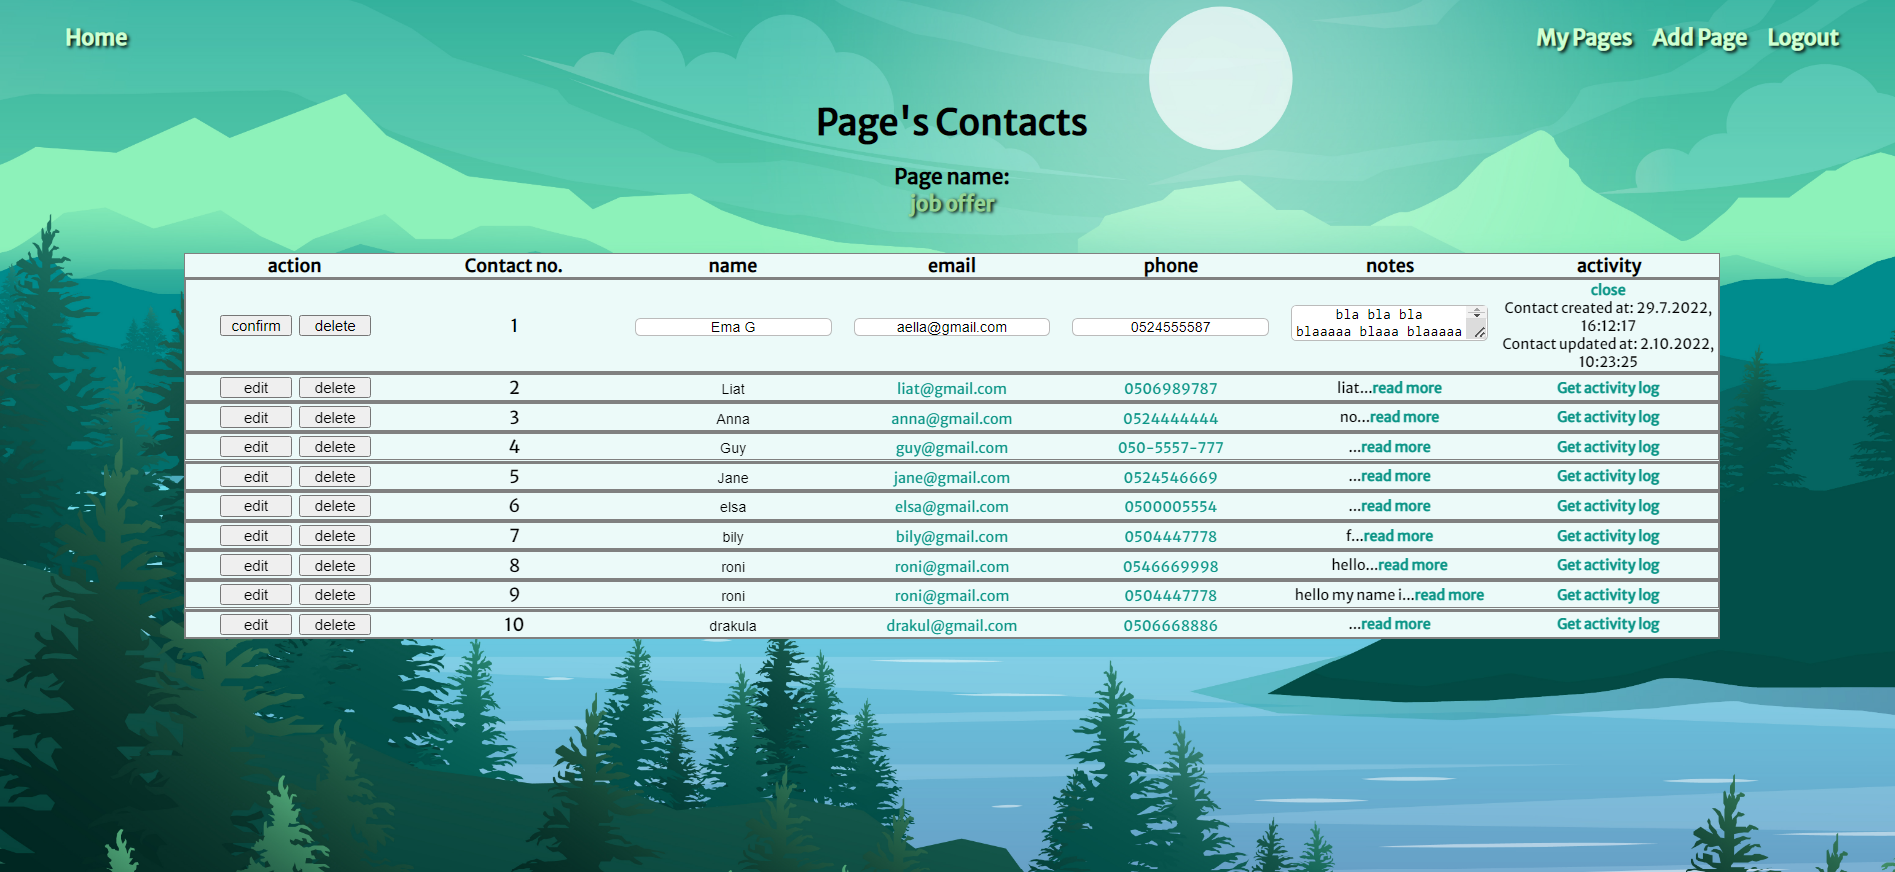 Home My Pages Add Page Logout
Page's Contacts
Page name:
job offer
action Contact no. name email phone notes activity
confirm delete 1 Ema G aella@gmail.com 0524555587 bla bla bla
blaaaaa blaaa blaaaaa
close
Contact created at: 29.7.2022,
16:12:17
Contact updated at: 2.10.2022,
10:23:25
edit delete 2 Liat liat@gmail.com 0506989787 liat...read more Get activity log
edit delete 3 Anna anna@gmail.com 0524444444 no...read more Get activity log
edit delete 4 Guy guy@gmail.com 050-5557-777 ...read more Get activity log
edit delete 5 Jane jane@gmail.com 0524546669 ...read more Get activity log
edit delete 6 elsa elsa@gmail.com 0500005554 ...read more Get activity log
edit delete 7 bily bily@gmail.com 0504447778 f...read more Get activity log
edit delete 8 roni roni@gmail.com 0546669998 hello...read more Get activity log
edit delete 9 roni roni@gmail.com 0504447778 hello my name i...read more Get activity log
edit delete 10 drakula drakul@gmail.com 0506668886 ...read more Get activity log